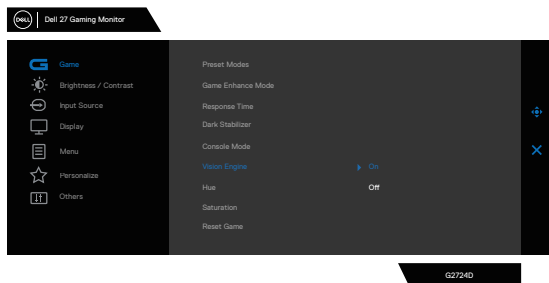 DELL Dell 27 Gaming Monitor
Game
Brightness / Contrast
Input Source
Display
Menu
Personalize
Others
Preset Modes
Game Enhance Mode
Response Time
Dark Stabilizer
Console Mode
Vision Engine On
Hue Off
Saturation
Reset Game
G2724D